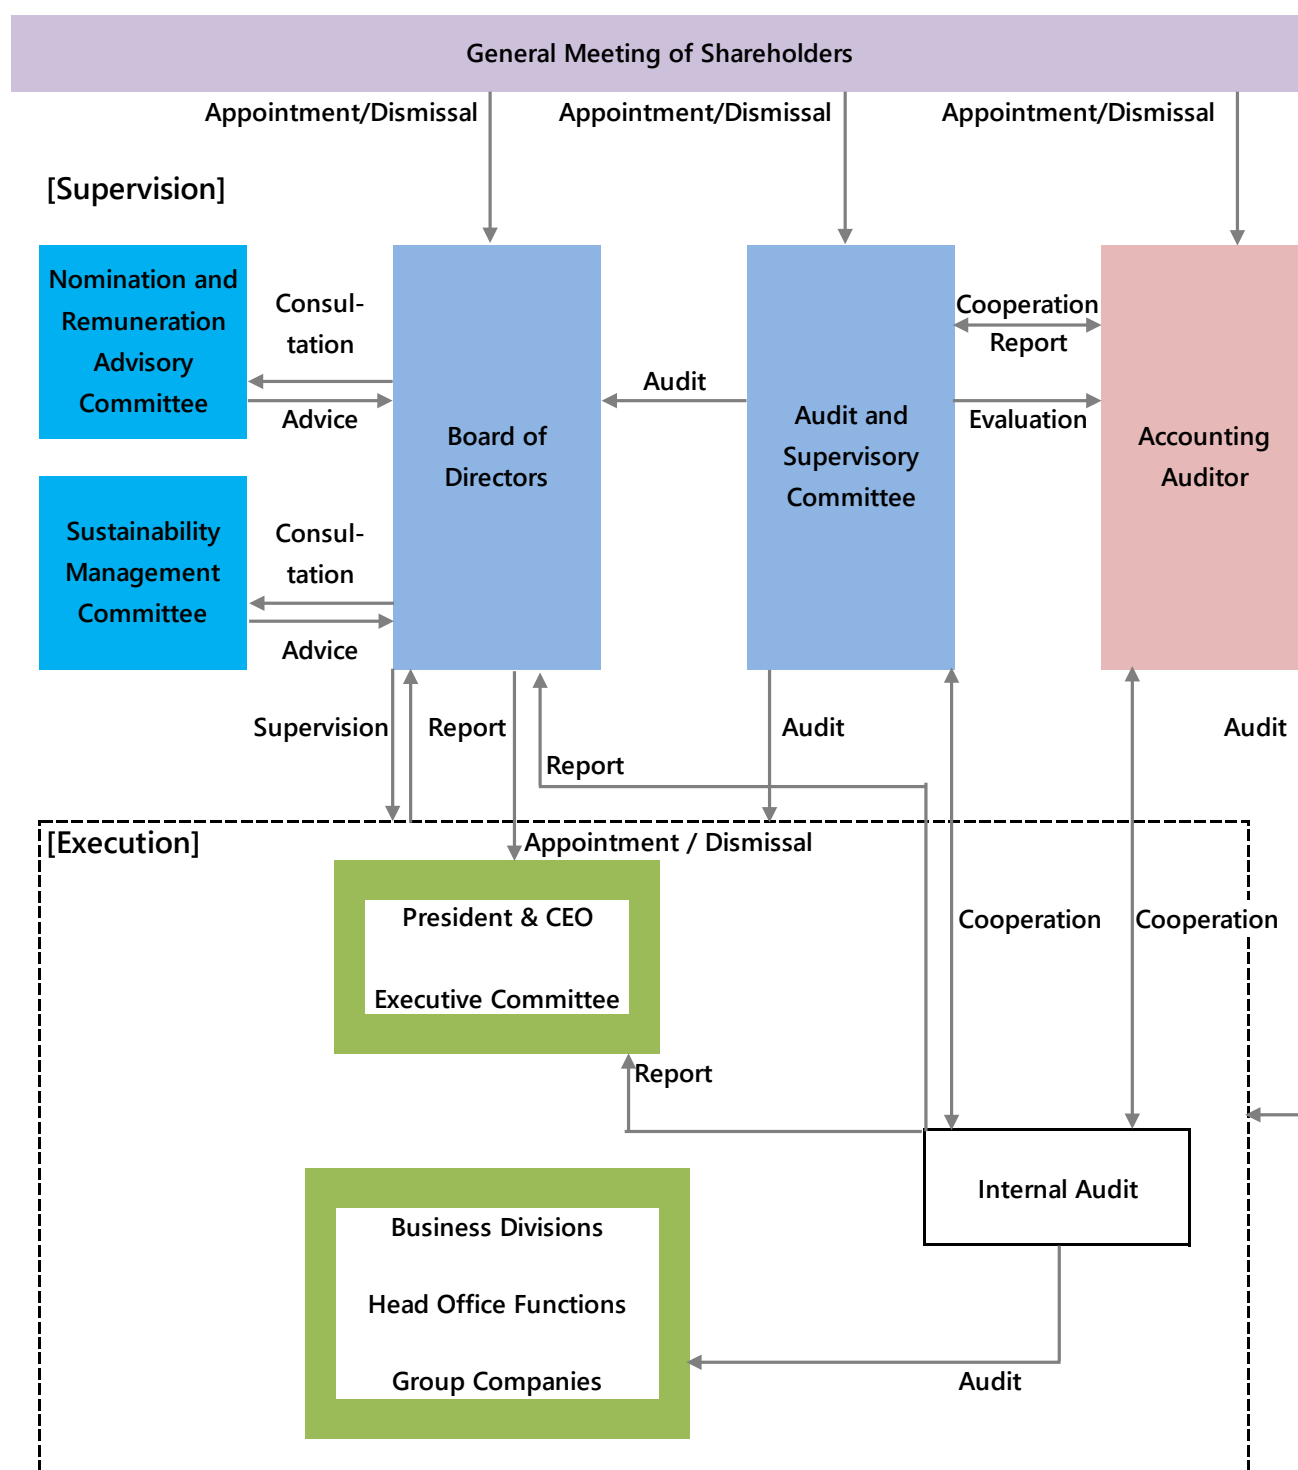 General Meeting of Shareholders
Appointment/Dismissal
Appointment/Dismissal
Appointment/Dismissal
[Supervision]
Nomination and
Remuneration
Advisory
Committee
Consul-
tation
Advice
Sustainability
Management
Committee
Consul-
tation
Advice
Board of
Directors
Audit
Audit and
Supervisory
Committee
Cooperation
Report
Evaluation
Accounting
Auditor
Supervision
Report
Report
Audit
Audit
[Execution]
Appointment / Dismissal
President & CEO
Executive Committee
Cooperation
Cooperation
Report
Internal Audit
Business Divisions
Head Office Functions
Group Companies
Audit